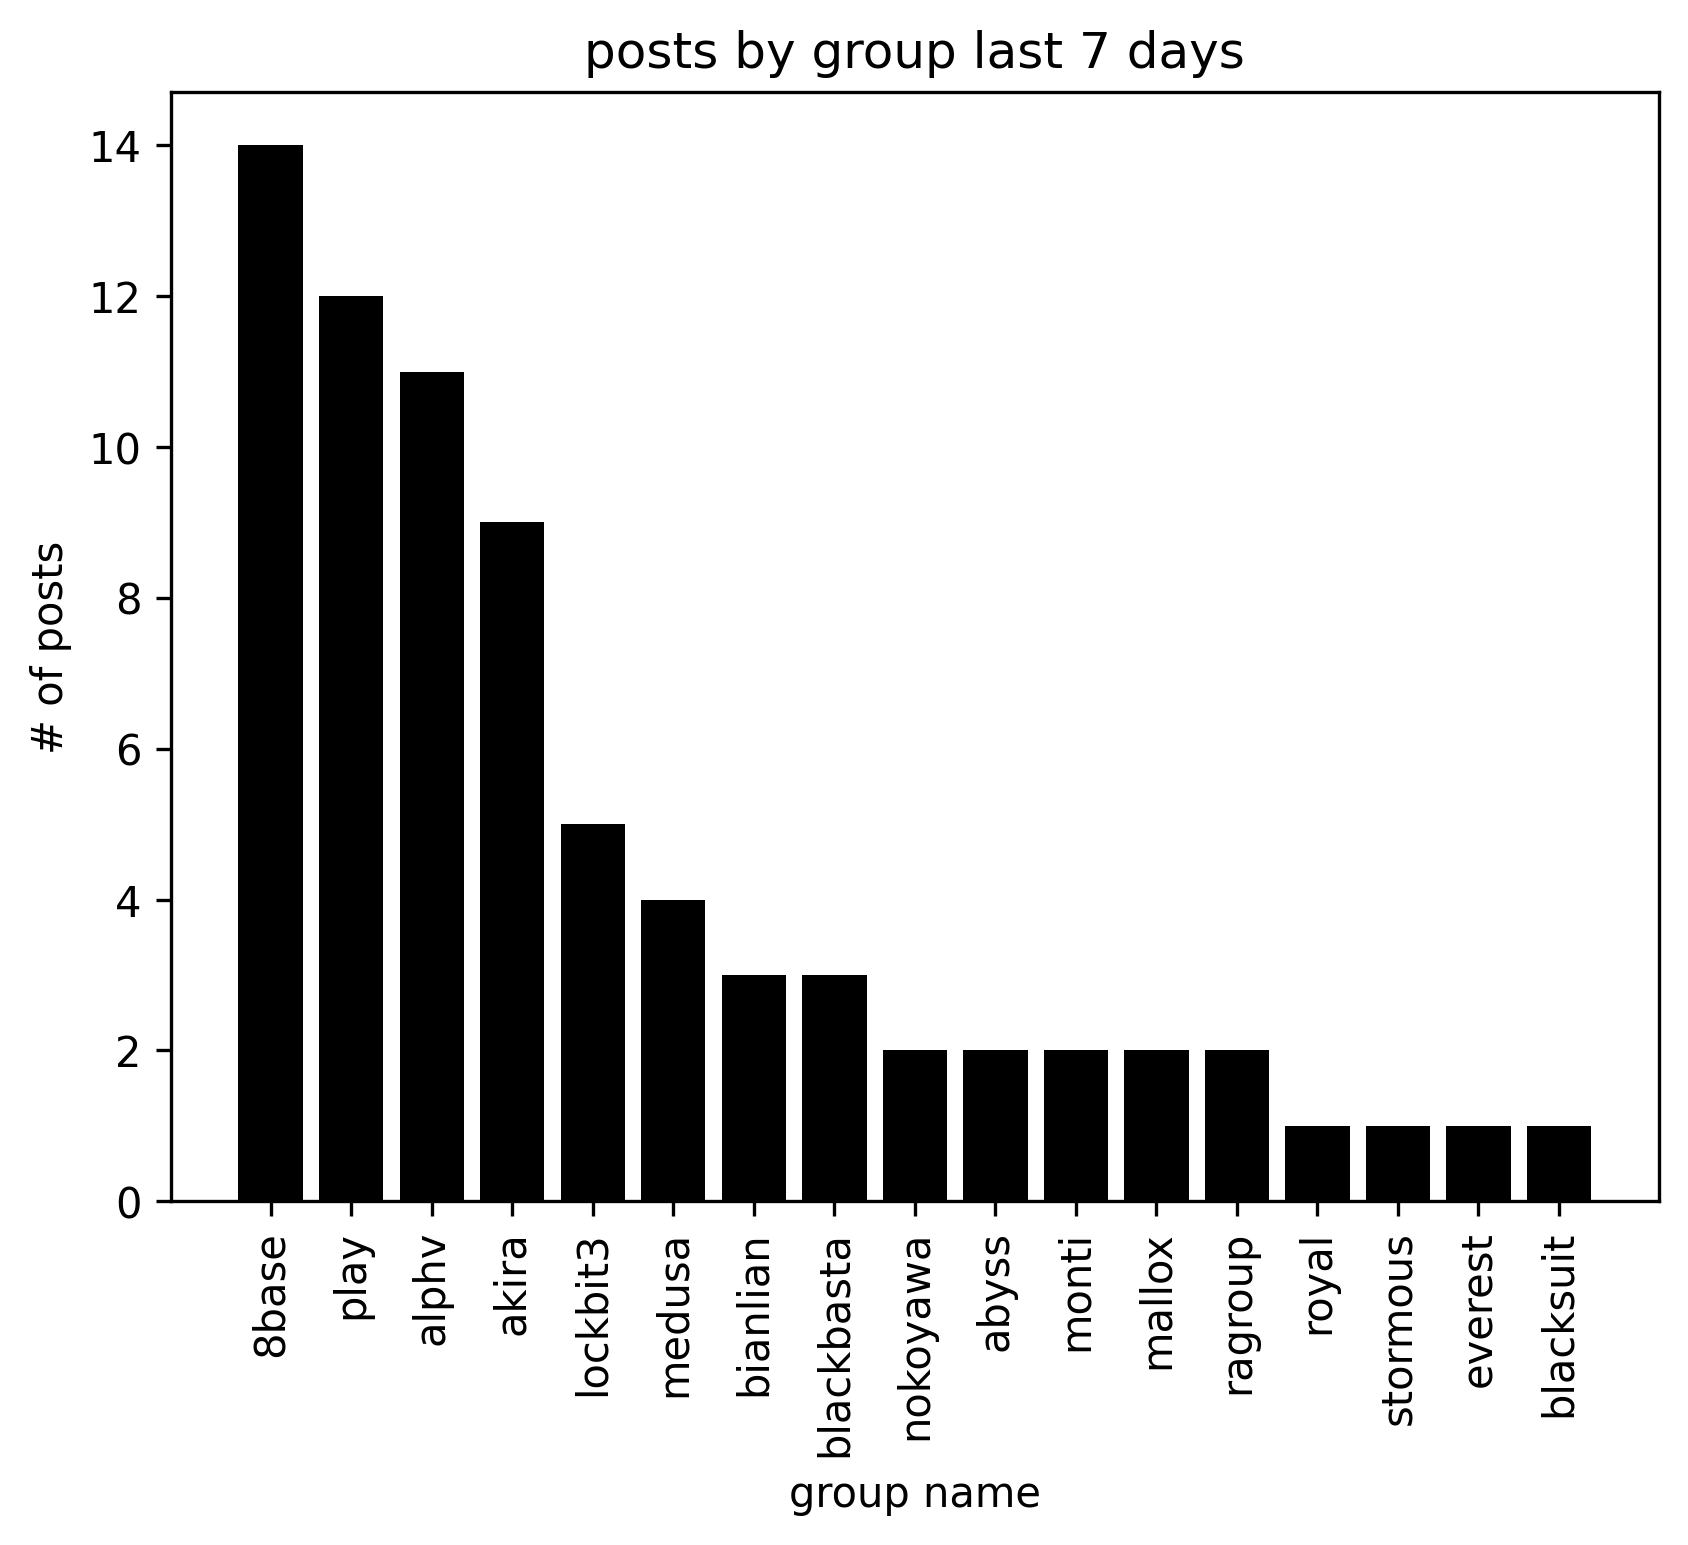 posts by group last 7 days
14
12
10
8
6
4
2
0
# of posts
8base
play
alphv
akira
lockbit3
medusa
bianlian
blackbasta
nokoyawa
abyss
monti
mallox
ragroup
royal
stormous
everest
blacksuit
group name